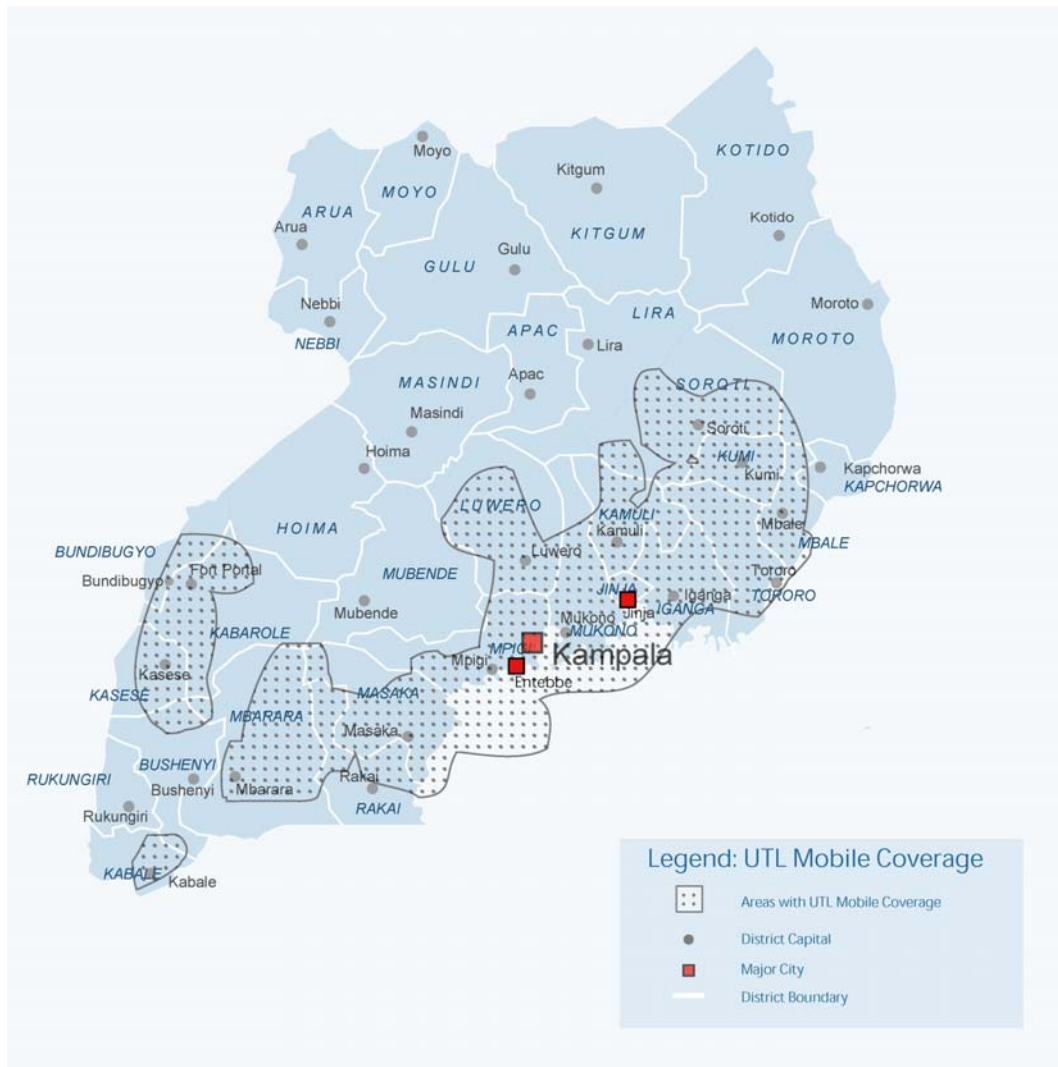 KOTIDO
Moyo
Kitgum
MOYO
ARUA
Kotido
Arua
KITGUM
Gulu
GULU
Nebbi
Moroto
LIRA
APAC
MOROTO
NEBBI
Lira
Apac
MASINDI
SOROTI
Masindi
Soroti
Hoima
KUMI
Kapchorwa
Kumi
KAPCHORWA
LUWERO
KAMULI
Mbale
HOIMA
Kamuli
MBALE
BUNDIBUGYO
Luwero
Bundibugyo
Fort Portal
MUBENDE
Tororo
JINJA
Iganga
TORORO
Mubende
Jinja
IGANGA
Mukono
KABAROLE
MUKONO
MPIGI
Kampala
Mpigi
Kasese
Entebbe
KASESE
MASAKA
MBARARA
Masaka
BUSHENYI
RUKUNGIRI
Bushenyi
Mbarara
Rakai
RAKAI
Rukungiri
KABALE
Kabale
Legend: UTL Mobile Coverage
Areas with UTL Mobile Coverage
District Capital
Major City
District Boundary